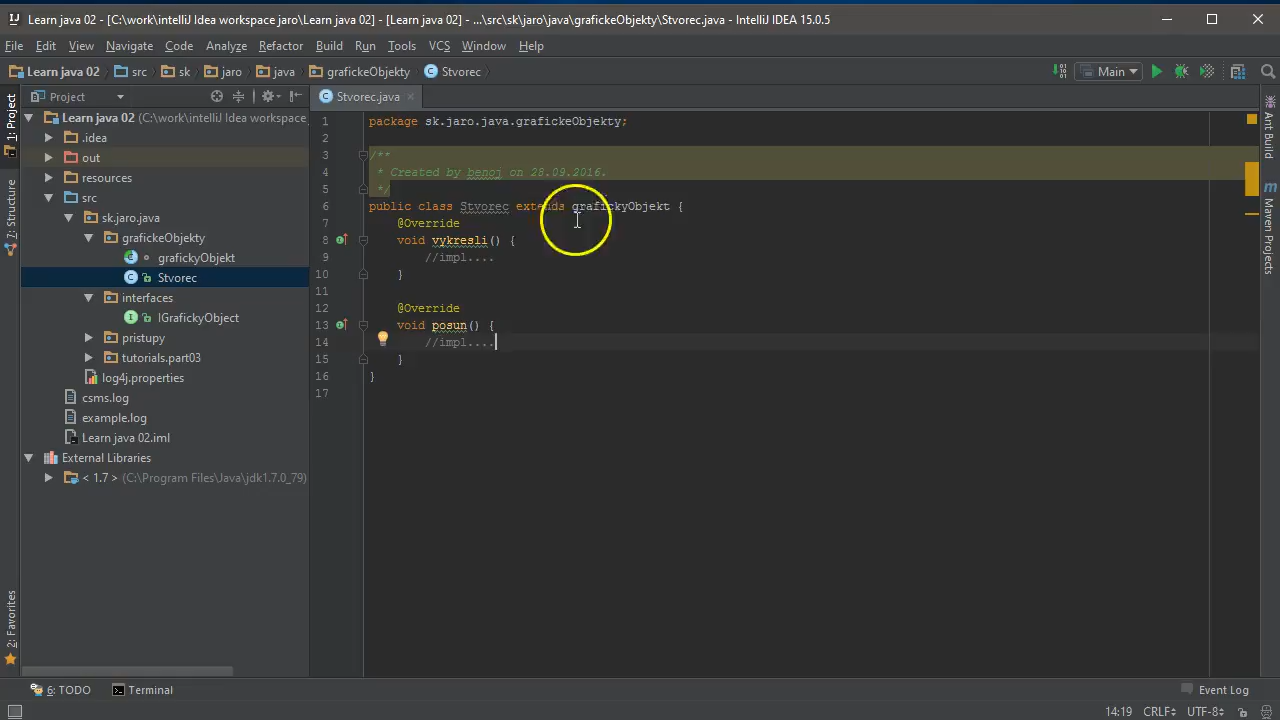 Learn java 02 - [C:\work\intelliJ Idea workspace.jaro\Learn java 02] - [Learn java 02] - ...\src\sk\jaro\java\grafickeObjekty\Stvorec.java - IntelliJ IDEA 15.0.5
File Edit View Navigate Code Analyze Refactor Build Run Tools VCS Window Help
Learn java 02 src sk jaro java grafickeObjekty Stvorec Main
Project
Stvorec.java
1: Project
2: Favorites
Learn java 02 (C:\work\intelliJ Idea workspace
.idea
out
resources
src
sk.jaro.java
grafickeObjekty
grafickyObjekt
Stvorec
interfaces
IGrafickyObject
pristupy
tutorials.part03
log4j.properties
csms.log
example.log
Learn java 02.iml
External Libraries
< 1.7 > (C:\Program Files\Java\jdk1.7.0_79)
1 package sk.jaro.java.grafickeObjekty;
2
3 /**
4 * Created by benoj on 28.09.2016.
5 */
6 public class Stvorec extends grafickyObjekt {
7 @Override
8 void vykresli() {
9 //impl....
10 }
11
12 @Override
13 void posun() {
14 //impl....
15 }
16 }
17
Ant Build
Maven Projects
6: TODO Terminal Event Log
14:19 CRLF UTF-8